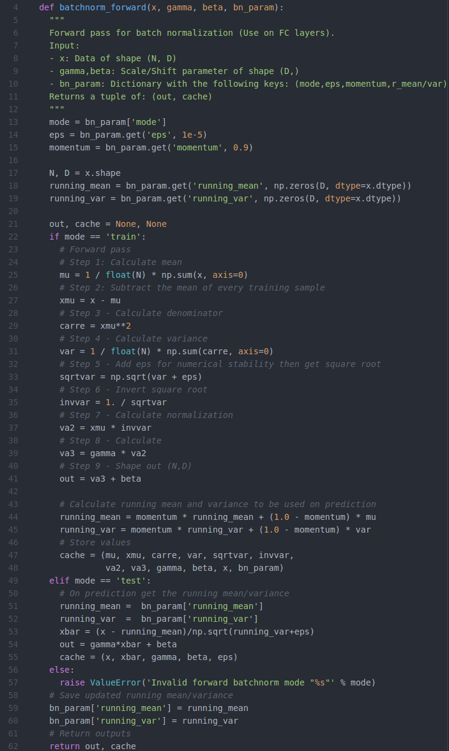 4 def batchnorm_forward(x, gamma, beta, bn_param):
5 """
6 Forward pass for batch normalization (Use on FC layers).
7 Input:
8 - x: Data of shape (N, D)
9 - gamma,beta: Scale/Shift parameter of shape (D,)
10 - bn_param: Dictionary with the following keys: (mode,eps,momentum,r_mean/var)
11 Returns a tuple of: (out, cache)
12 """
13 mode = bn_param['mode']
14 eps = bn_param.get('eps', 1e-5)
15 momentum = bn_param.get('momentum', 0.9)
16
17 N, D = x.shape
18 running_mean = bn_param.get('running_mean', np.zeros(D, dtype=x.dtype))
19 running_var = bn_param.get('running_var', np.zeros(D, dtype=x.dtype))
20
21 out, cache = None, None
22 if mode == 'train':
23 # Forward pass
24 # Step 1: Calculate mean
25 mu = 1 / float(N) * np.sum(x, axis=0)
26 # Step 2: Subtract the mean of every training sample
27 xmu = x - mu
28 # Step 3 - Calculate denominator
29 carre = xmu**2
30 # Step 4 - Calculate variance
31 var = 1 / float(N) * np.sum(carre, axis=0)
32 # Step 5 - Add eps for numerical stability then get square root
33 sqrtvar = np.sqrt(var + eps)
34 # Step 6 - Invert square root
35 invvar = 1. / sqrtvar
36 # Step 7 - Calculate normalization
37 va2 = xmu * invvar
38 # Step 8 - Calculate
39 va3 = gamma * va2
40 # Step 9 - Shape out (N,D)
41 out = va3 + beta
42
43 # Calculate running mean and variance to be used on prediction
44 running_mean = momentum * running_mean + (1.0 - momentum) * mu
45 running_var = momentum * running_var + (1.0 - momentum) * var
46 # Store values
47 cache = (mu, xmu, carre, var, sqrtvar, invvar,
48 va2, va3, gamma, beta, x, bn_param)
49 elif mode == 'test':
50 # On prediction get the running mean/variance
51 running_mean = bn_param['running_mean']
52 running_var = bn_param['running_var']
53 xbar = (x - running_mean)/np.sqrt(running_var+eps)
54 out = gamma*xbar + beta
55 cache = (x, xbar, gamma, beta, eps)
56 else:
57 raise ValueError('Invalid forward batchnorm mode "%s"' % mode)
58 # Save updated running mean/variance
59 bn_param['running_mean'] = running_mean
60 bn_param['running_var'] = running_var
61 # Return outputs
62 return out, cache